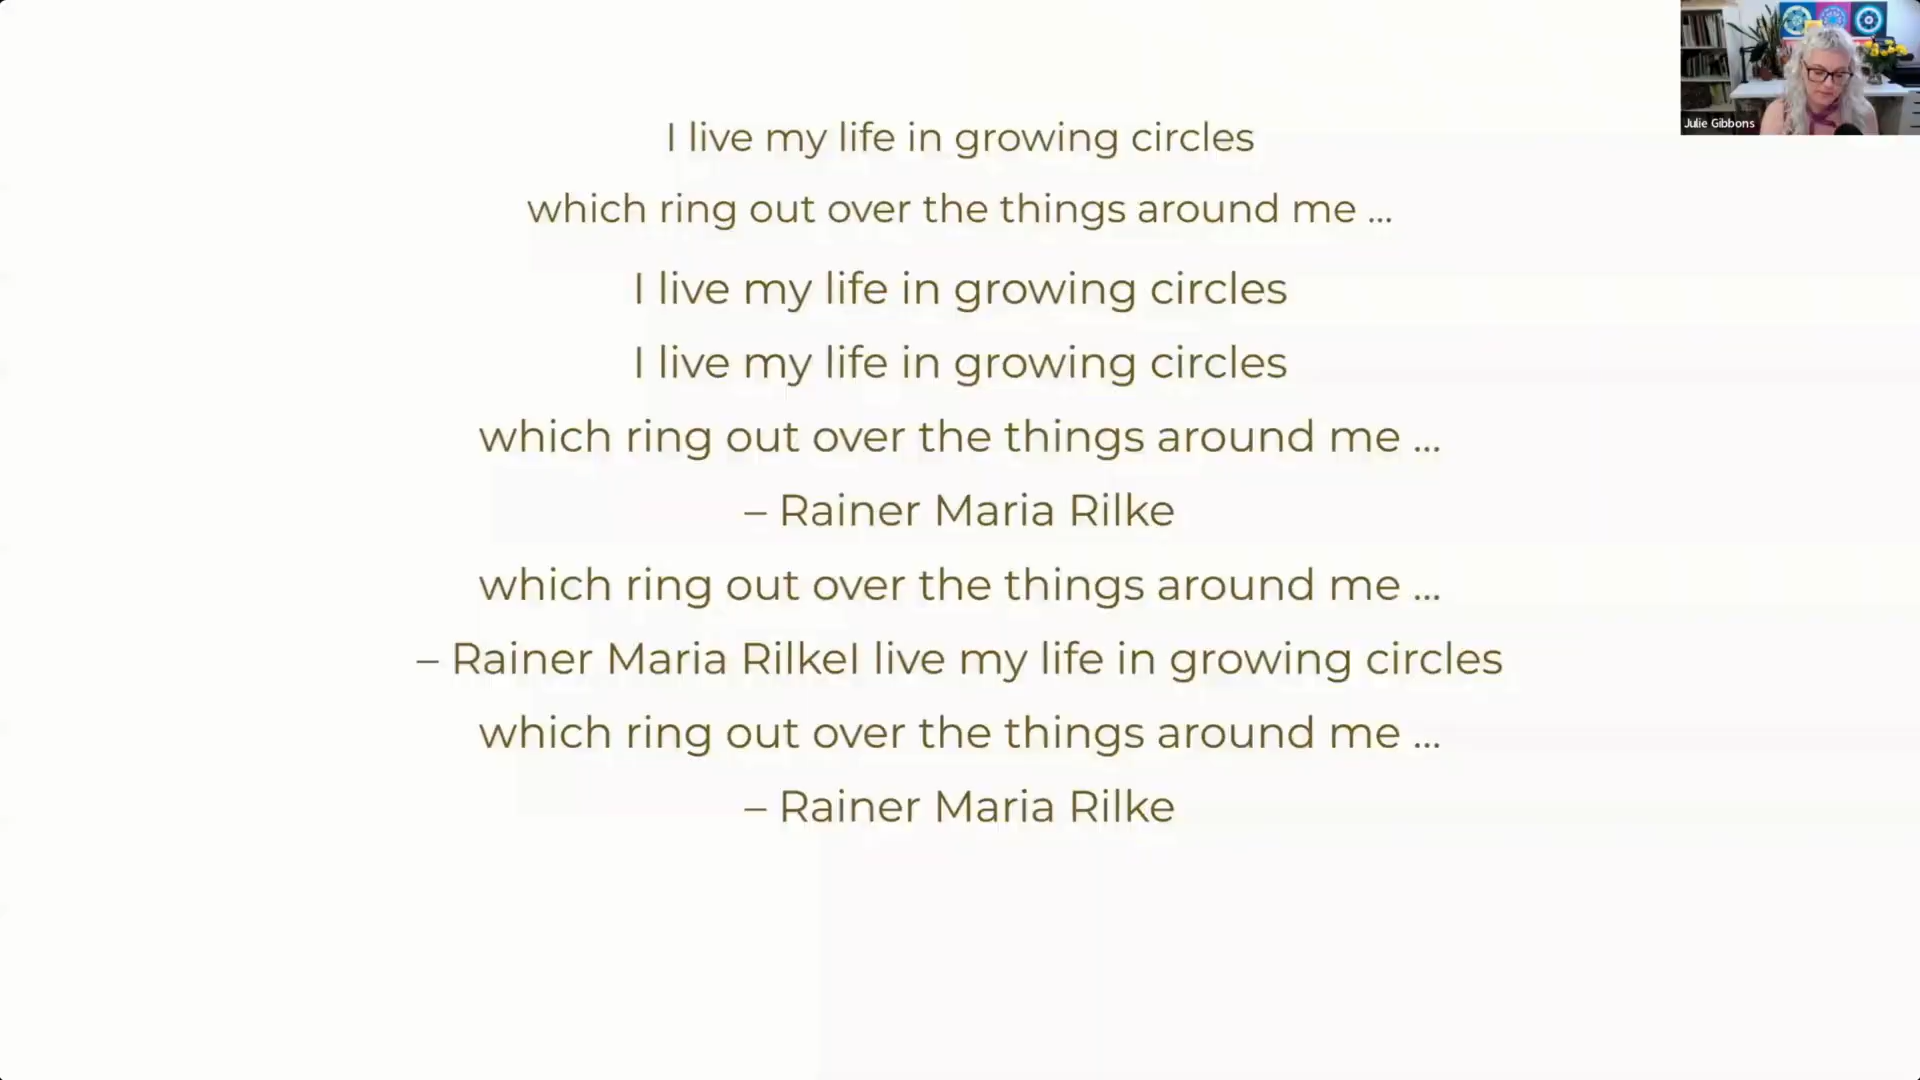 I live my life in growing circles
which ring out over the things around me ...
I live my life in growing circles
I live my life in growing circles
which ring out over the things around me ...
– Rainer Maria Rilke
which ring out over the things around me ...
– Rainer Maria RilkeI live my life in growing circles
which ring out over the things around me ...
– Rainer Maria Rilke
Julie Gibbons